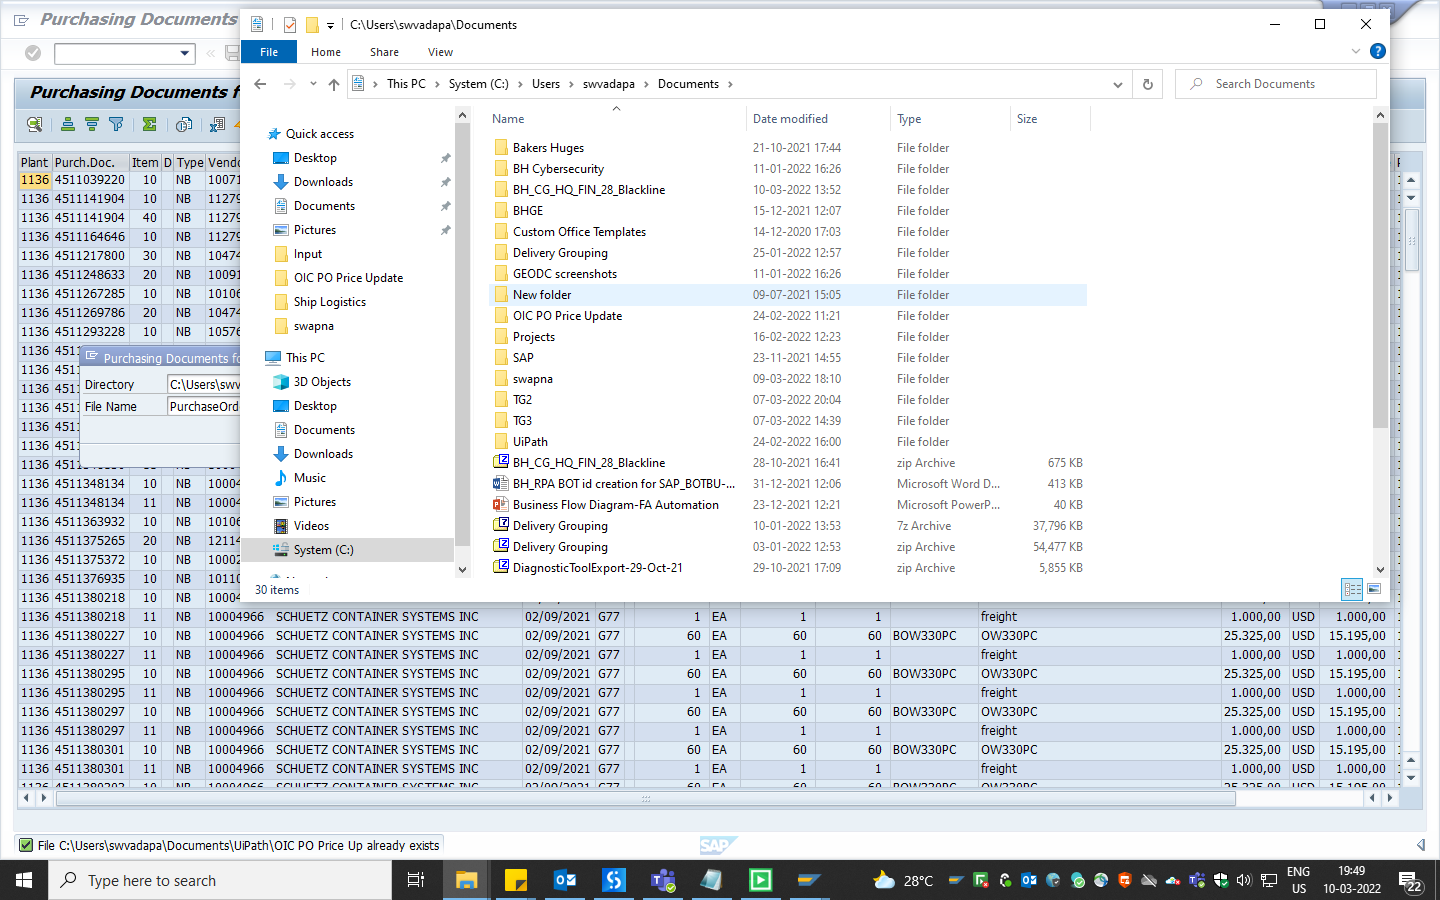 Purchasing Documents
C:\Users\swvadapa\Documents
File Home Share View
This PC System (C:) Users swvadapa Documents
Search Documents
Purchasing Documents f
Name Date modified Type Size
Quick access
Desktop
Downloads
Documents
Pictures
Input
OIC PO Price Update
Ship Logistics
swapna
This PC
3D Objects
Desktop
Documents
Downloads
Music
Pictures
Videos
System (C:)
Bakers Huges 21-10-2021 17:44 File folder
BH Cybersecurity 11-01-2022 16:26 File folder
BH_CG_HQ_FIN_28_Blackline 10-03-2022 13:52 File folder
BHGE 15-12-2021 12:07 File folder
Custom Office Templates 14-12-2020 17:03 File folder
Delivery Grouping 25-01-2022 12:57 File folder
GEODC screenshots 11-01-2022 16:26 File folder
New folder 09-07-2021 15:05 File folder
OIC PO Price Update 24-02-2022 11:21 File folder
Projects 16-02-2022 12:23 File folder
SAP 23-11-2021 14:55 File folder
swapna 09-03-2022 18:10 File folder
TG2 07-03-2022 20:04 File folder
TG3 07-03-2022 14:39 File folder
UiPath 24-02-2022 16:00 File folder
BH_CG_HQ_FIN_28_Blackline 28-10-2021 16:41 zip Archive 675 KB
BH_RPA BOT id creation for SAP_BOTBU-... 31-12-2021 12:06 Microsoft Word D... 413 KB
Business Flow Diagram-FA Automation 23-12-2021 12:21 Microsoft PowerP... 40 KB
Delivery Grouping 10-01-2022 13:53 7z Archive 37,796 KB
Delivery Grouping 03-01-2022 12:53 zip Archive 54,477 KB
DiagnosticToolExport-29-Oct-21 29-10-2021 17:09 zip Archive 5,855 KB
30 items
Plant Purch.Doc. Item D Type Vendo
1136 4511039220 10 NB 10071
1136 4511141904 10 NB 11279
1136 4511141904 40 NB 11279
1136 4511164646 10 NB 11279
1136 4511217800 30 NB 10474
1136 4511248633 20 NB 10091
1136 4511267285 10 NB 10106
1136 4511269786 20 NB 10474
1136 4511293228 10 NB 10576
1136 4511
Purchasing Documents fo
1136 4511
Directory C:\Users\swv
1136 4511
File Name PurchaseOrd
1136 4511
1136 4511
1136 4511
1136 4511348134 10 NB 10004
1136 4511348134 11 NB 10004
1136 4511363932 10 NB 10106
1136 4511375265 20 NB 12114
1136 4511375372 10 NB 10002
1136 4511376935 10 NB 10110
1136 4511380218 10 NB 10004
1136 4511380218 11 NB 10004966 SCHUETZ CONTAINER SYSTEMS INC 02/09/2021 G77 1 EA 1 1 freight 1.000,00 USD 1.000,00
1136 4511380227 10 NB 10004966 SCHUETZ CONTAINER SYSTEMS INC 02/09/2021 G77 60 EA 60 60 BOW330PC OW330PC 25.325,00 USD 15.195,00
1136 4511380227 11 NB 10004966 SCHUETZ CONTAINER SYSTEMS INC 02/09/2021 G77 1 EA 1 1 freight 1.000,00 USD 1.000,00
1136 4511380295 10 NB 10004966 SCHUETZ CONTAINER SYSTEMS INC 02/09/2021 G77 60 EA 60 60 BOW330PC OW330PC 25.325,00 USD 15.195,00
1136 4511380295 11 NB 10004966 SCHUETZ CONTAINER SYSTEMS INC 02/09/2021 G77 1 EA 1 1 freight 1.000,00 USD 1.000,00
1136 4511380297 10 NB 10004966 SCHUETZ CONTAINER SYSTEMS INC 02/09/2021 G77 60 EA 60 60 BOW330PC OW330PC 25.325,00 USD 15.195,00
1136 4511380297 11 NB 10004966 SCHUETZ CONTAINER SYSTEMS INC 02/09/2021 G77 1 EA 1 1 freight 1.000,00 USD 1.000,00
1136 4511380301 10 NB 10004966 SCHUETZ CONTAINER SYSTEMS INC 02/09/2021 G77 60 EA 60 60 BOW330PC OW330PC 25.325,00 USD 15.195,00
1136 4511380301 11 NB 10004966 SCHUETZ CONTAINER SYSTEMS INC 02/09/2021 G77 1 EA 1 1 freight 1.000,00 USD 1.000,00
File C:\Users\swvadapa\Documents\UiPath\OIC PO Price Up already exists
SAP
Type here to search
28°C
ENG
US
19:49
10-03-2022
22